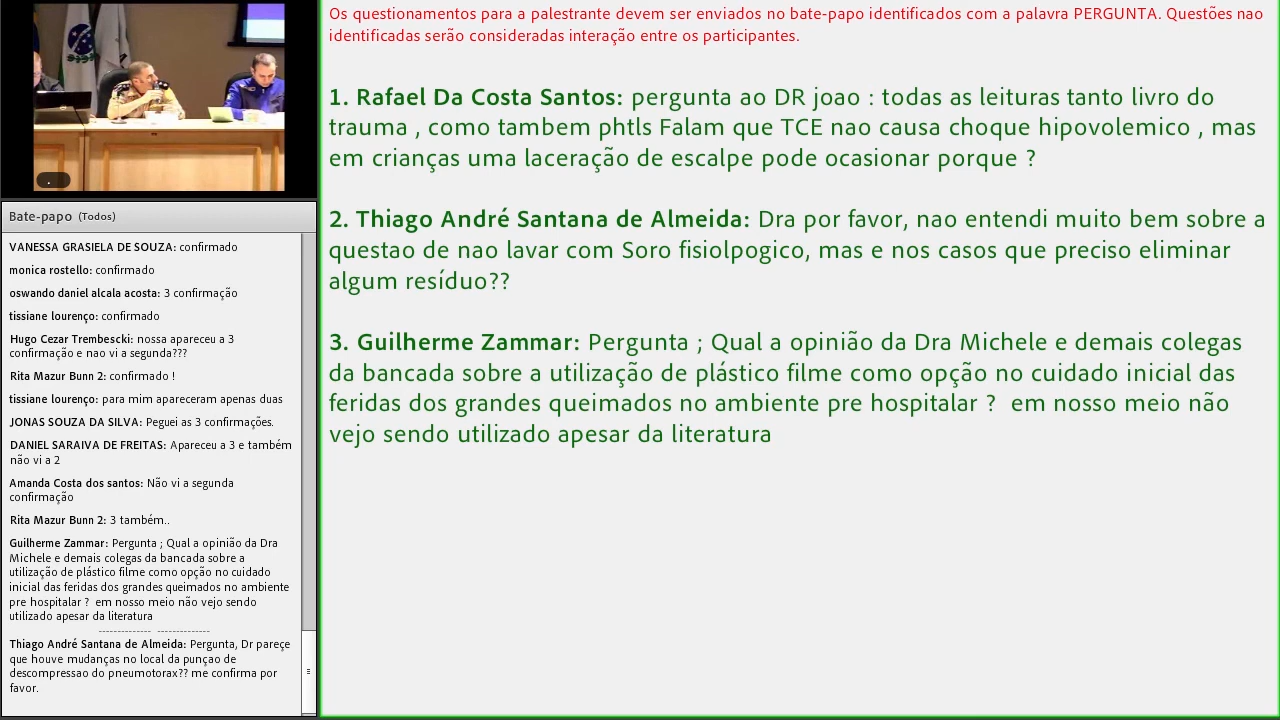 Os questionamentos para a palestrante devem ser enviados no bate-papo identificados com a palavra PERGUNTA. Questões nao
identificadas serão consideradas interação entre os participantes.
1. Rafael Da Costa Santos: pergunta ao DR joao : todas as leituras tanto livro do
trauma , como tambem phtls Falam que TCE nao causa choque hipovolemico , mas
em crianças uma laceração de escalpe pode ocasionar porque ?
2. Thiago André Santana de Almeida: Dra por favor, nao entendi muito bem sobre a
questao de nao lavar com Soro fisiolpogico, mas e nos casos que preciso eliminar
algum resíduo??
3. Guilherme Zammar: Pergunta ; Qual a opinião da Dra Michele e demais colegas
da bancada sobre a utilização de plástico filme como opção no cuidado inicial das
feridas dos grandes queimados no ambiente pre hospitalar ?  em nosso meio não
vejo sendo utilizado apesar da literatura
Bate-papo (Todos)
VANESSA GRASIELA DE SOUZA: confirmado
monica rostello: confirmado
oswando daniel alcala acosta: 3 confirmação
tissiane lourenço: confirmado
Hugo Cezar Trembescki: nossa apareceu a 3
confirmação e nao vi a segunda???
Rita Mazur Bunn 2: confirmado !
tissiane lourenço: para mim apareceram apenas duas
JONAS SOUZA DA SILVA: Peguei as 3 confirmações.
DANIEL SARAIVA DE FREITAS: Apareceu a 3 e também
não vi a 2
Amanda Costa dos santos: Não vi a segunda
confirmação
Rita Mazur Bunn 2: 3 também..
Guilherme Zammar: Pergunta ; Qual a opinião da Dra
Michele e demais colegas da bancada sobre a
utilização de plástico filme como opção no cuidado
inicial das feridas dos grandes queimados no ambiente
pre hospitalar ?  em nosso meio não vejo sendo
utilizado apesar da literatura
-------------- --------------
Thiago André Santana de Almeida: Pergunta, Dr pareçe
que houve mudanças no local da punçao de
descompressao do pneumotorax?? me confirma por
favor.